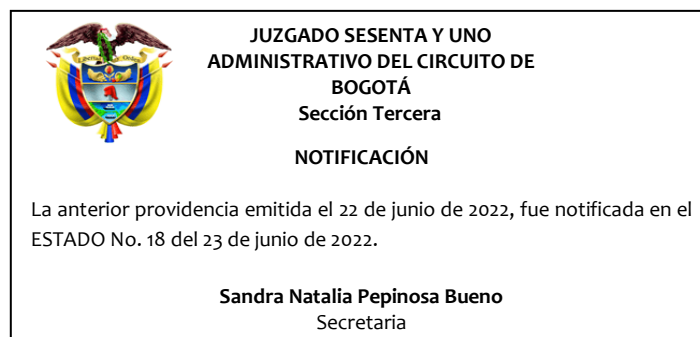 JUZGADO SESENTA Y UNO
ADMINISTRATIVO DEL CIRCUITO DE
BOGOTÁ
Sección Tercera
NOTIFICACIÓN
La anterior providencia emitida el 22 de junio de 2022, fue notificada en el
ESTADO No. 18 del 23 de junio de 2022.
Sandra Natalia Pepinosa Bueno
Secretaria